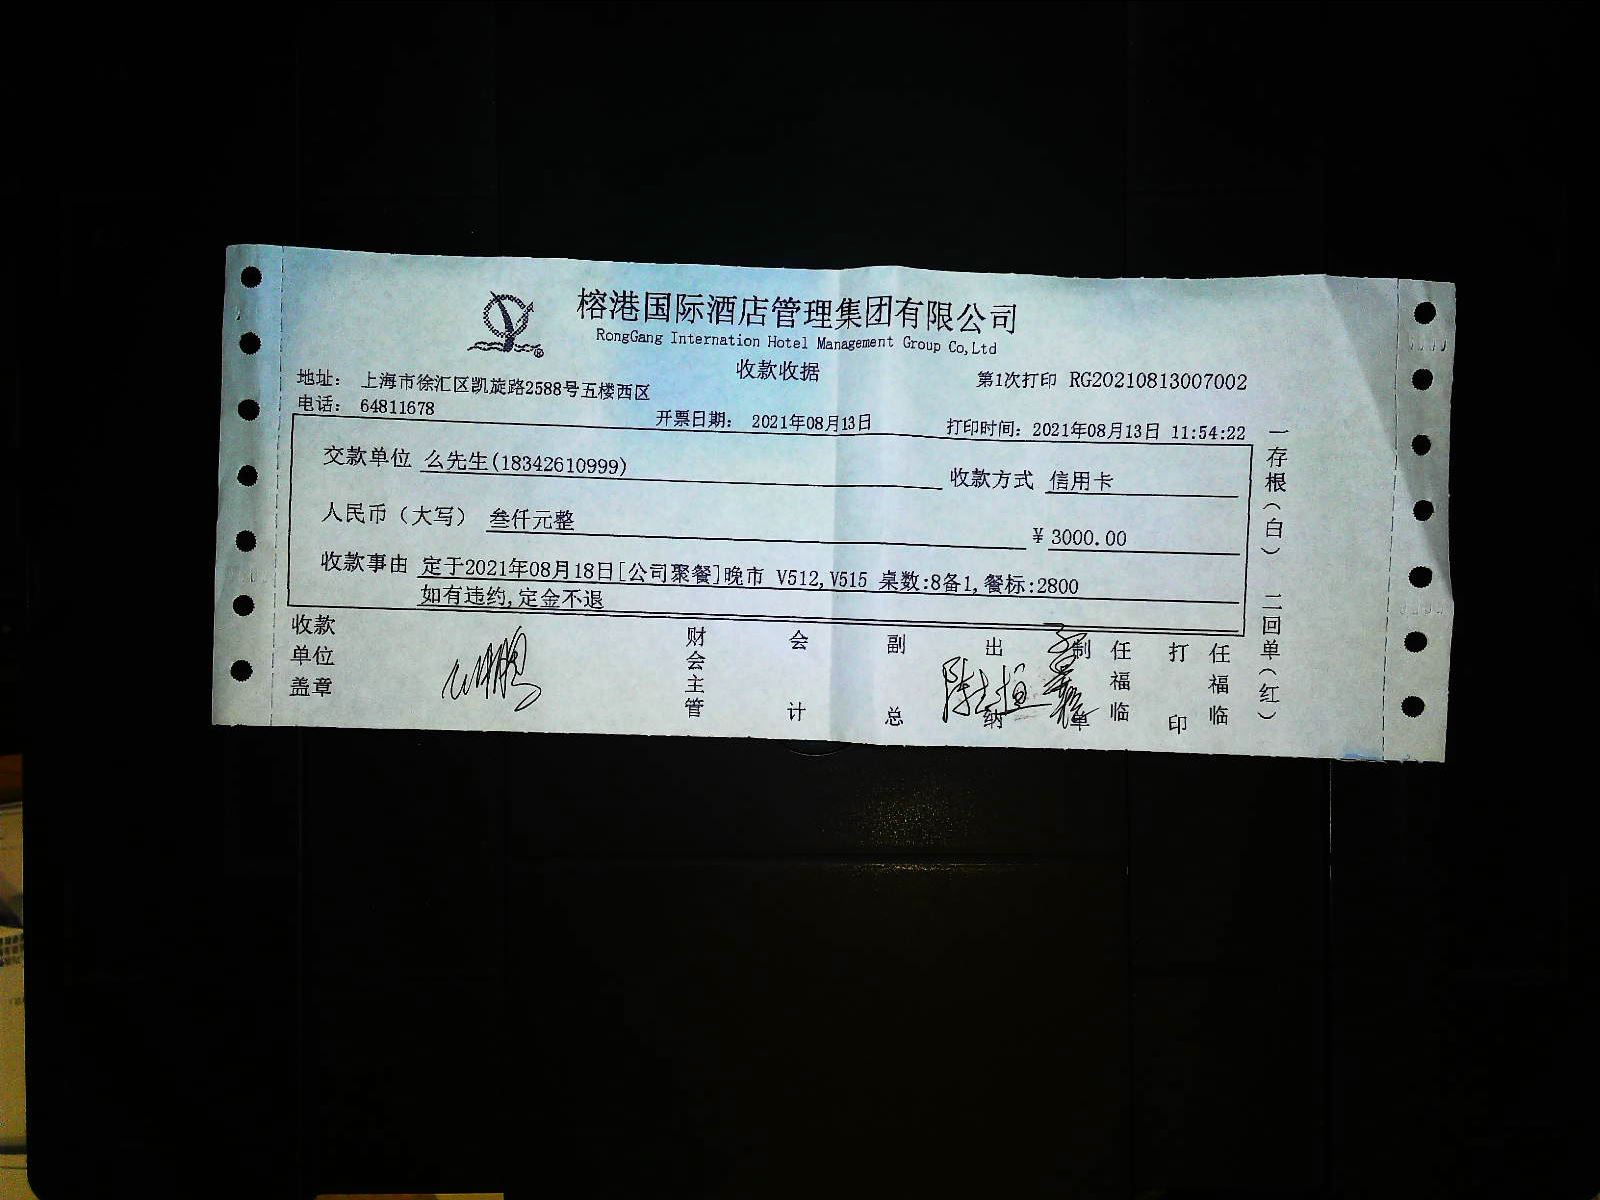 榕港国际酒店管理集团有限公司
RongGang Internation Hotel Management Group Co,Ltd
收款收据
地址： 上海市徐汇区凯旋路2588号五楼西区
第1次打印 RG20210813007002
电话： 64811678
开票日期： 2021年08月13日
打印时间：2021年08月13日 11:54:22
交款单位 么先生(18342610999)
收款方式 信用卡
人民币（大写） 叁仟元整
¥ 3000.00
收款事由 定于2021年08月18日[公司聚餐]晚市 V512,V515 桌数:8备1,餐标:2800
如有违约,定金不退
收款单位盖章
财会主管
会计
副总
出纳
制单
任福临
打印
任福临
一存根（白）
二回单（红）